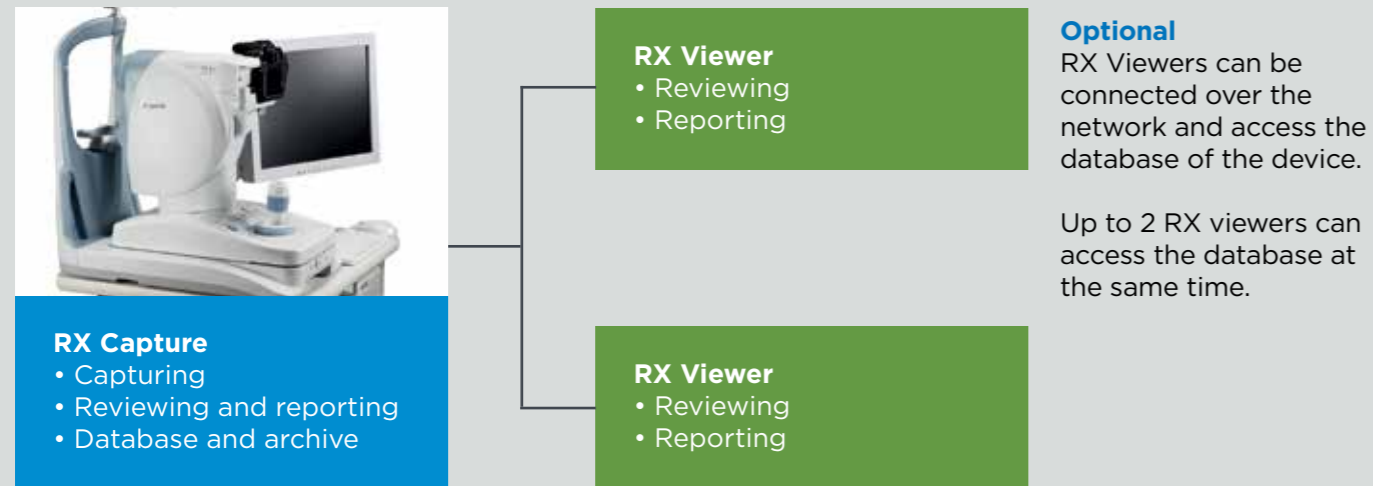 RX Capture
• Capturing
• Reviewing and reporting
• Database and archive
RX Viewer
• Reviewing
• Reporting
RX Viewer
• Reviewing
• Reporting
Optional
RX Viewers can be
connected over the
network and access the
database of the device.
Up to 2 RX viewers can
access the database at
the same time.